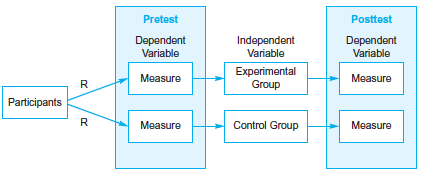 Pretest
Posttest
Dependent
Variable
Independent
Variable
Dependent
Variable
R
Participants
R
Measure
Experimental
Group
Measure
Measure
Control Group
Measure